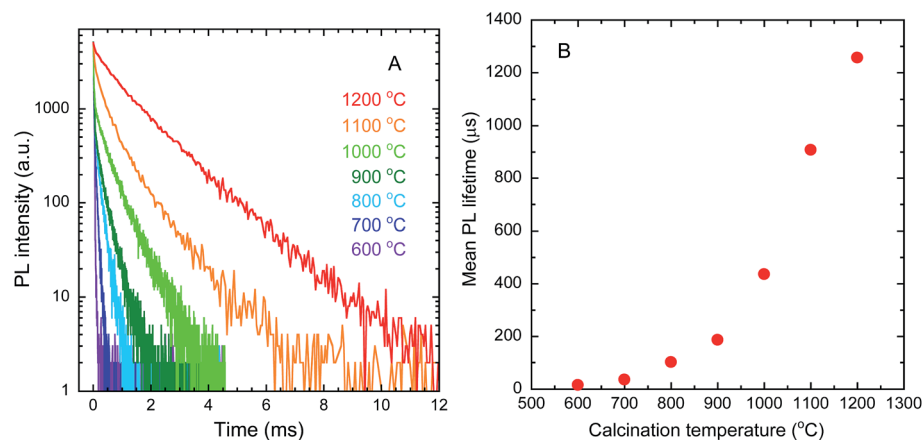 A
1200 °C
1100 °C
1000 °C
900 °C
800 °C
700 °C
600 °C
PL intensity (a.u.)
1000
100
10
1
0 2 4 6 8 10 12
Time (ms)
B
Mean PL lifetime (μs)
1400
1200
1000
800
600
400
200
0
500 600 700 800 900 1000 1100 1200 1300
Calcination temperature (°C)